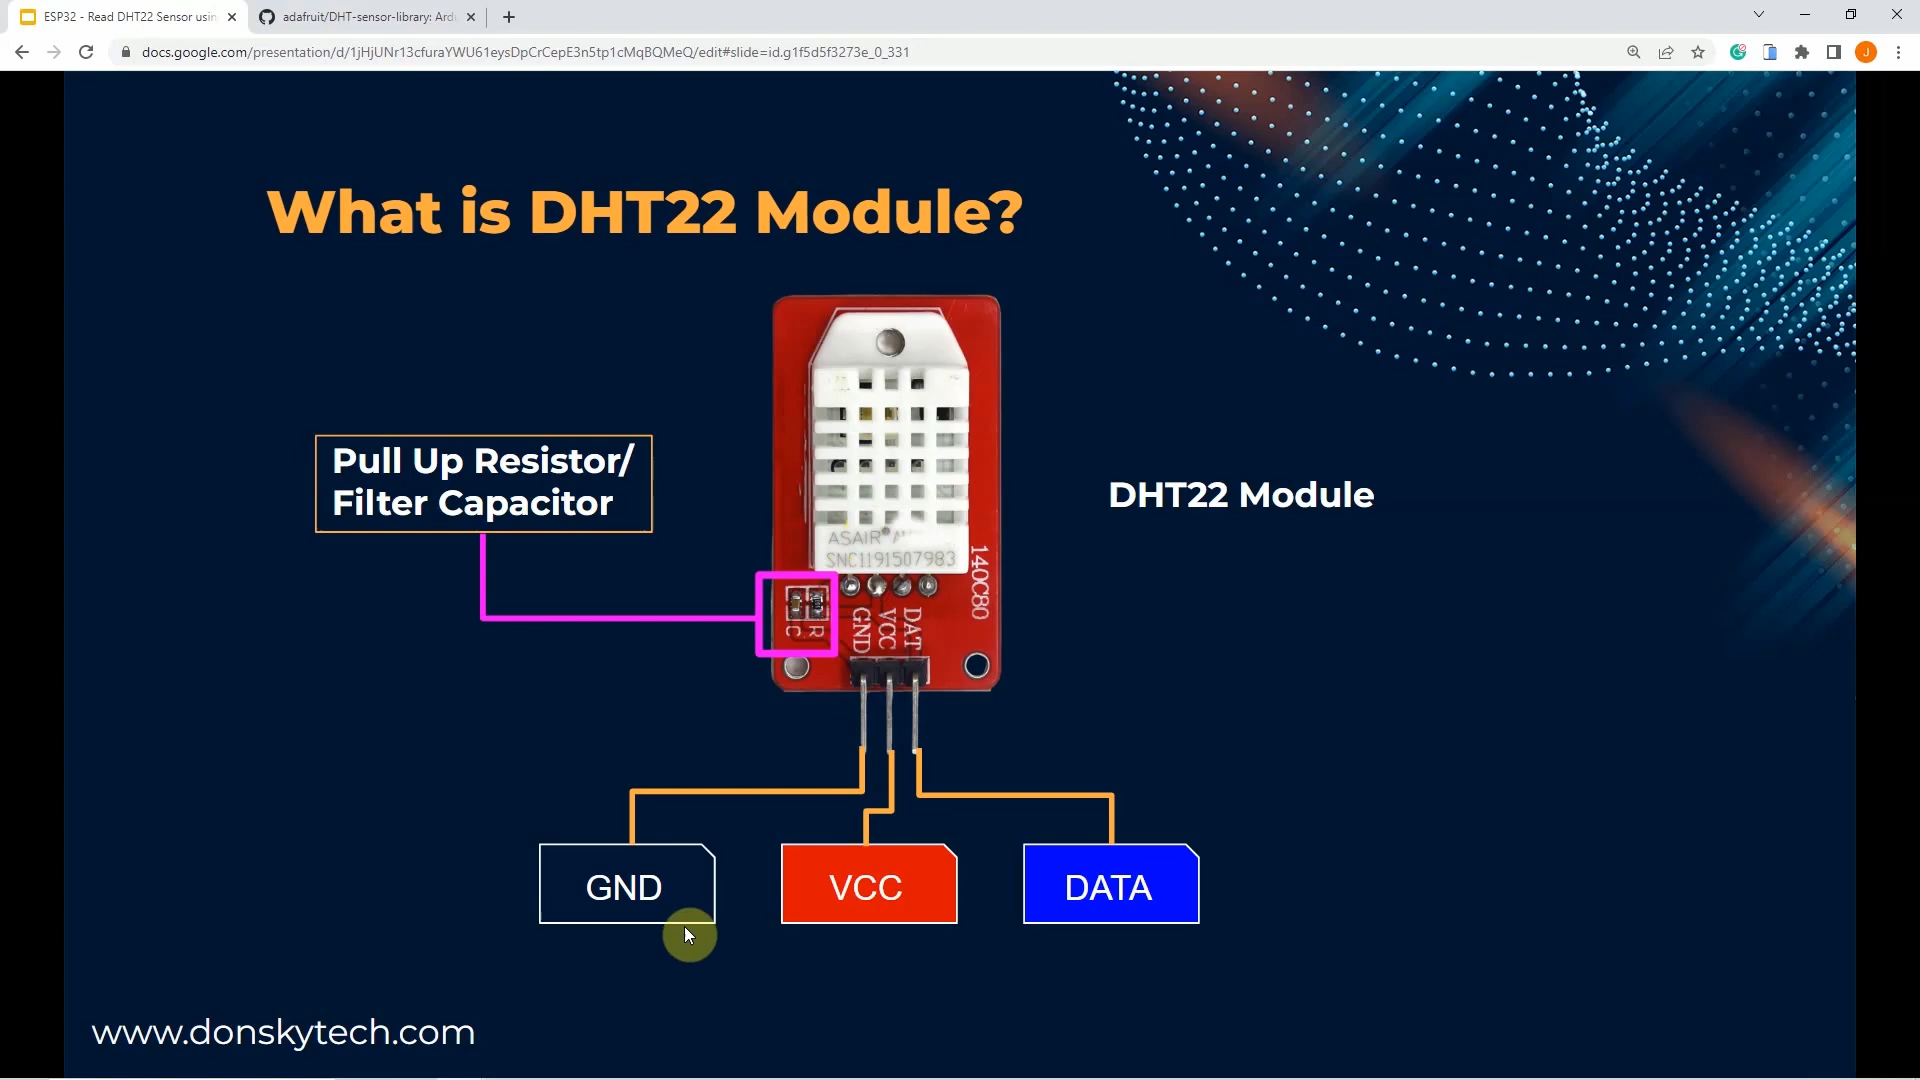 ESP32 - Read DHT22 Sensor usin
adafruit/DHT-sensor-library: Ard
docs.google.com/presentation/d/1jHjUNr13cfuraYWU61eysDpCrCepE3n5tp1cMqBQMeQ/edit#slide=id.g1f5d5f3273e_0_331
J
What is DHT22 Module?
Pull Up Resistor/
Filter Capacitor
DHT22 Module
ASAIR®
SNC1191507983
140C80
C
R
GND
VCC
DAT
GND
VCC
DATA
www.donskytech.com